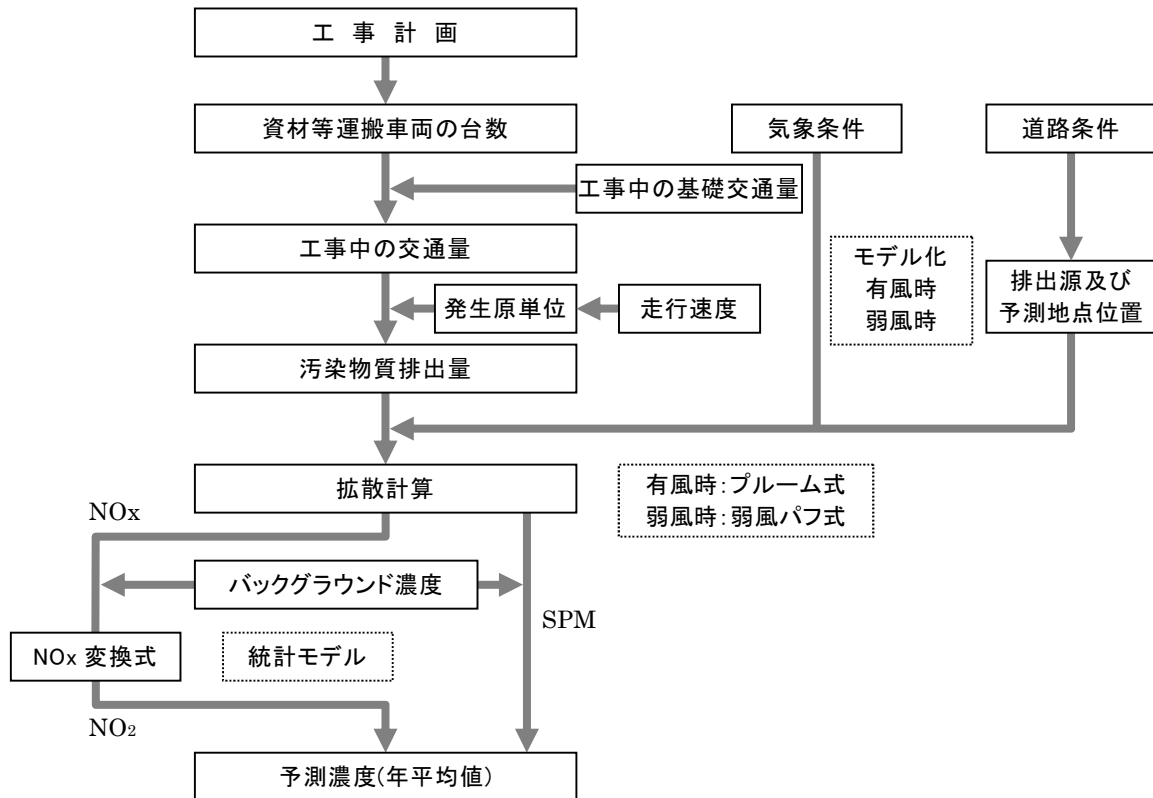 工 事 計 画
資材等運搬車両の台数
気象条件
道路条件
工事中の基礎交通量
工事中の交通量
モデル化
有風時
弱風時
排出源及び
予測地点位置
発生原単位
走行速度
汚染物質排出量
拡散計算
有風時:プルーム式
弱風時:弱風パフ式
NOx
バックグラウンド濃度
SPM
NOx 変換式
統計モデル
NO₂
予測濃度(年平均値)